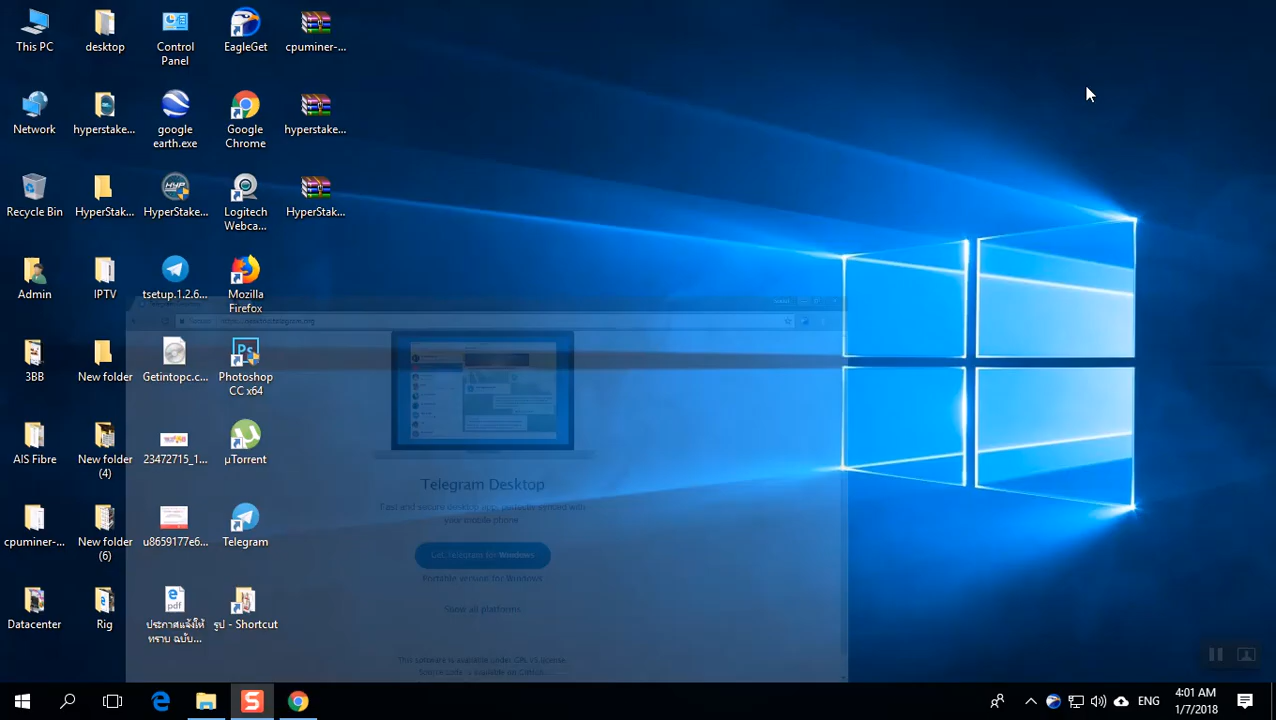 This PC
desktop
Control
Panel
EagleGet
cpuminer-...
Network
hyperstake...
google
earth.exe
Google
Chrome
hyperstake...
Recycle Bin
HyperStak...
HyperStake...
Logitech
Webca...
HyperStak...
Admin
IPTV
tsetup.1.2.6...
Mozilla
Firefox
3BB
New folder
Getintopc.c...
Photoshop
CC x64
AIS Fibre
New folder
(4)
23472715_1...
µTorrent
cpuminer-...
New folder
(6)
u8659177e6...
Telegram
Datacenter
Rig
ประกาศแจ้งให้
ทราบ ฉบับ...
รูป - Shortcut
Telegram Desktop
Fast and secure desktop app, perfectly synced with
your mobile phone
Get Telegram for Windows
Portable version for Windows
Show all platforms
This software is available under GPL v3 license
Source code is available on GitHub
ENG
4:01 AM
1/7/2018